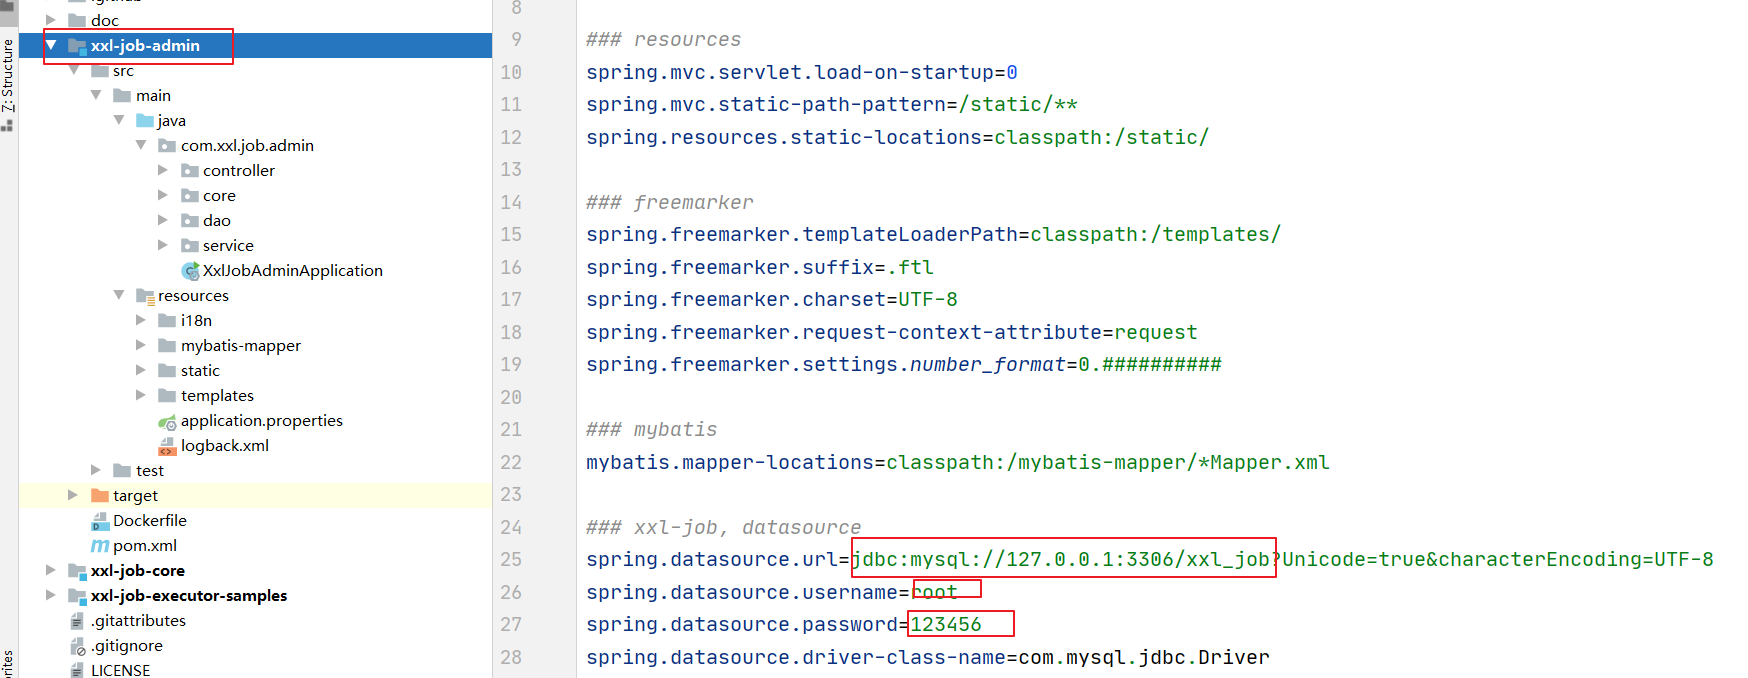 Z: Structure
rites
.github
doc
xxl-job-admin
src
main
java
com.xxl.job.admin
controller
core
dao
service
XxlJobAdminApplication
resources
i18n
mybatis-mapper
static
templates
application.properties
logback.xml
test
target
Dockerfile
pom.xml
xxl-job-core
xxl-job-executor-samples
.gitattributes
.gitignore
LICENSE
8
9 ### resources
10 spring.mvc.servlet.load-on-startup=0
11 spring.mvc.static-path-pattern=/static/**
12 spring.resources.static-locations=classpath:/static/
13
14 ### freemarker
15 spring.freemarker.templateLoaderPath=classpath:/templates/
16 spring.freemarker.suffix=.ftl
17 spring.freemarker.charset=UTF-8
18 spring.freemarker.request-context-attribute=request
19 spring.freemarker.settings.number_format=0.##########
20
21 ### mybatis
22 mybatis.mapper-locations=classpath:/mybatis-mapper/*Mapper.xml
23
24 ### xxl-job, datasource
25 spring.datasource.url=jdbc:mysql://127.0.0.1:3306/xxl_job?Unicode=true&characterEncoding=UTF-8
26 spring.datasource.username=root
27 spring.datasource.password=123456
28 spring.datasource.driver-class-name=com.mysql.jdbc.Driver